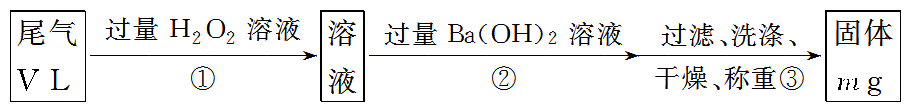 尾气 V L
过量 H₂O₂ 溶液 ①
溶液
过量 Ba(OH)₂ 溶液 ②
过滤、洗涤、干燥、称重③
固体 m g